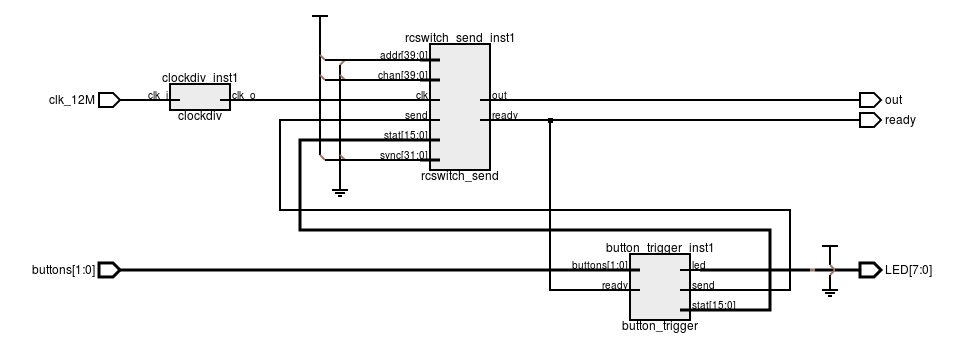 rcswitch_send_inst1
addr[39:0]
chan[39:0]
clockdiv_inst1
clk_12M
clk_i
clk_o
clockdiv
clk
out
out
send
ready
ready
stat[15:0]
sync[31:0]
rcswitch_send
button_trigger_inst1
buttons[1:0]
buttons[1:0]
led
LED[7:0]
ready
send
stat[15:0]
button_trigger